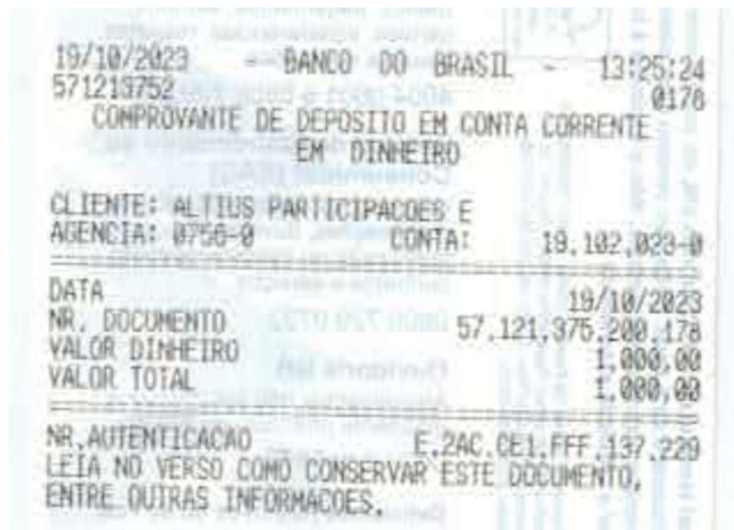 19/10/2023 - BANCO DO BRASIL - 13:25:24
571213752 0178
COMPROVANTE DE DEPOSITO EM CONTA CORRENTE
EM DINHEIRO
CLIENTE: ALTIUS PARTICIPACOES E
AGENCIA: 0756-0 CONTA: 19.102.023-0
DATA 19/10/2023
NR. DOCUMENTO 57.121.375.200.178
VALOR DINHEIRO 1.000,00
VALOR TOTAL 1.000,00
NR.AUTENTICACAO E.2AC.CE1.FFF.137.229
LEIA NO VERSO COMO CONSERVAR ESTE DOCUMENTO,
ENTRE OUTRAS INFORMACOES.